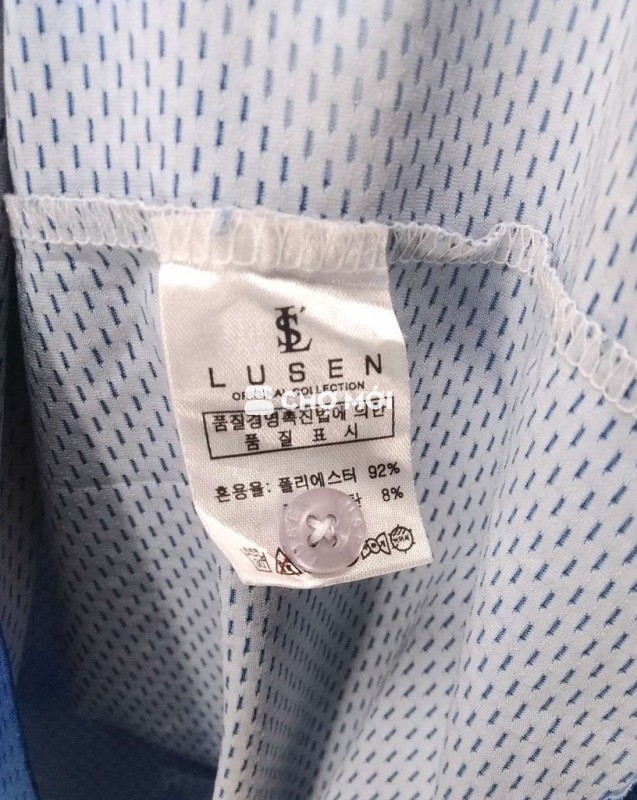 LUSEN
ORIGINAL COLLECTION
CHỢ MỚI
품질경영촉진법에 의한
품 질 표 시
혼용율: 폴리에스터 92%
8%